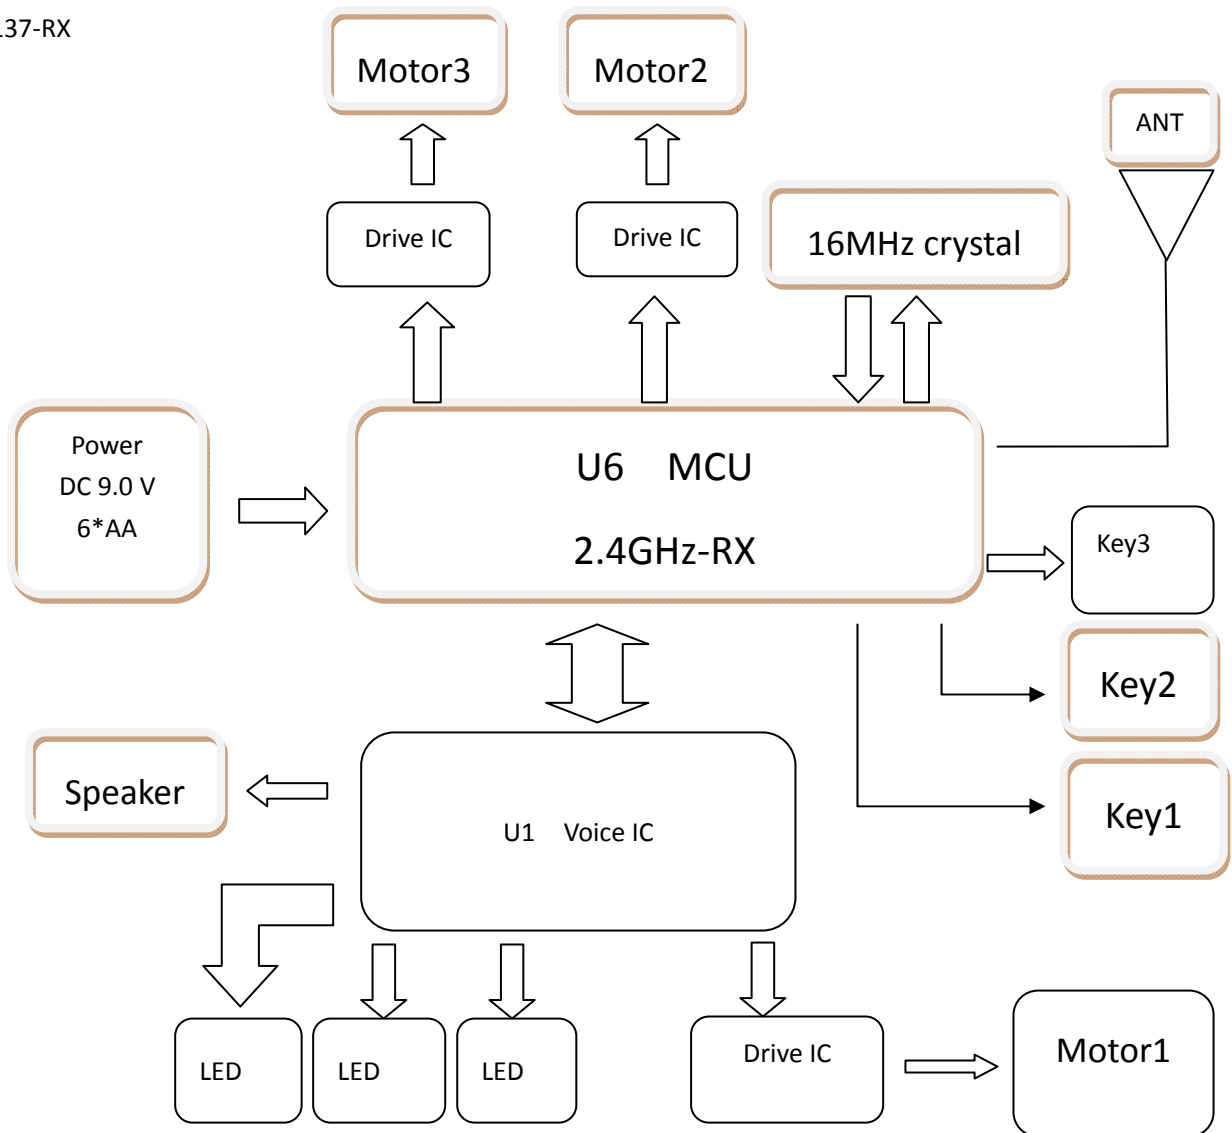 137-RX
Motor3
Motor2
ANT
Drive IC
Drive IC
16MHz crystal
Power
DC 9.0 V
6*AA
U6 MCU
2.4GHz-RX
Key3
Key2
Speaker
U1 Voice IC
Key1
LED
LED
LED
Drive IC
Motor1